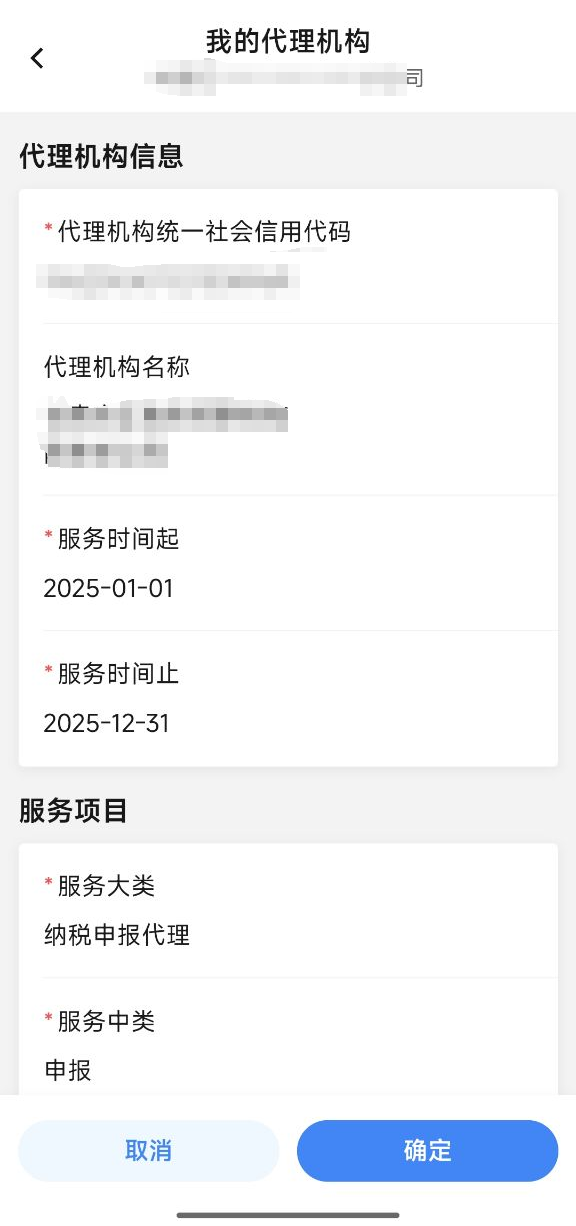 我的代理机构
司
代理机构信息
*代理机构统一社会信用代码
代理机构名称
*服务时间起
2025-01-01
*服务时间止
2025-12-31
服务项目
*服务大类
纳税申报代理
*服务中类
申报
取消
确定